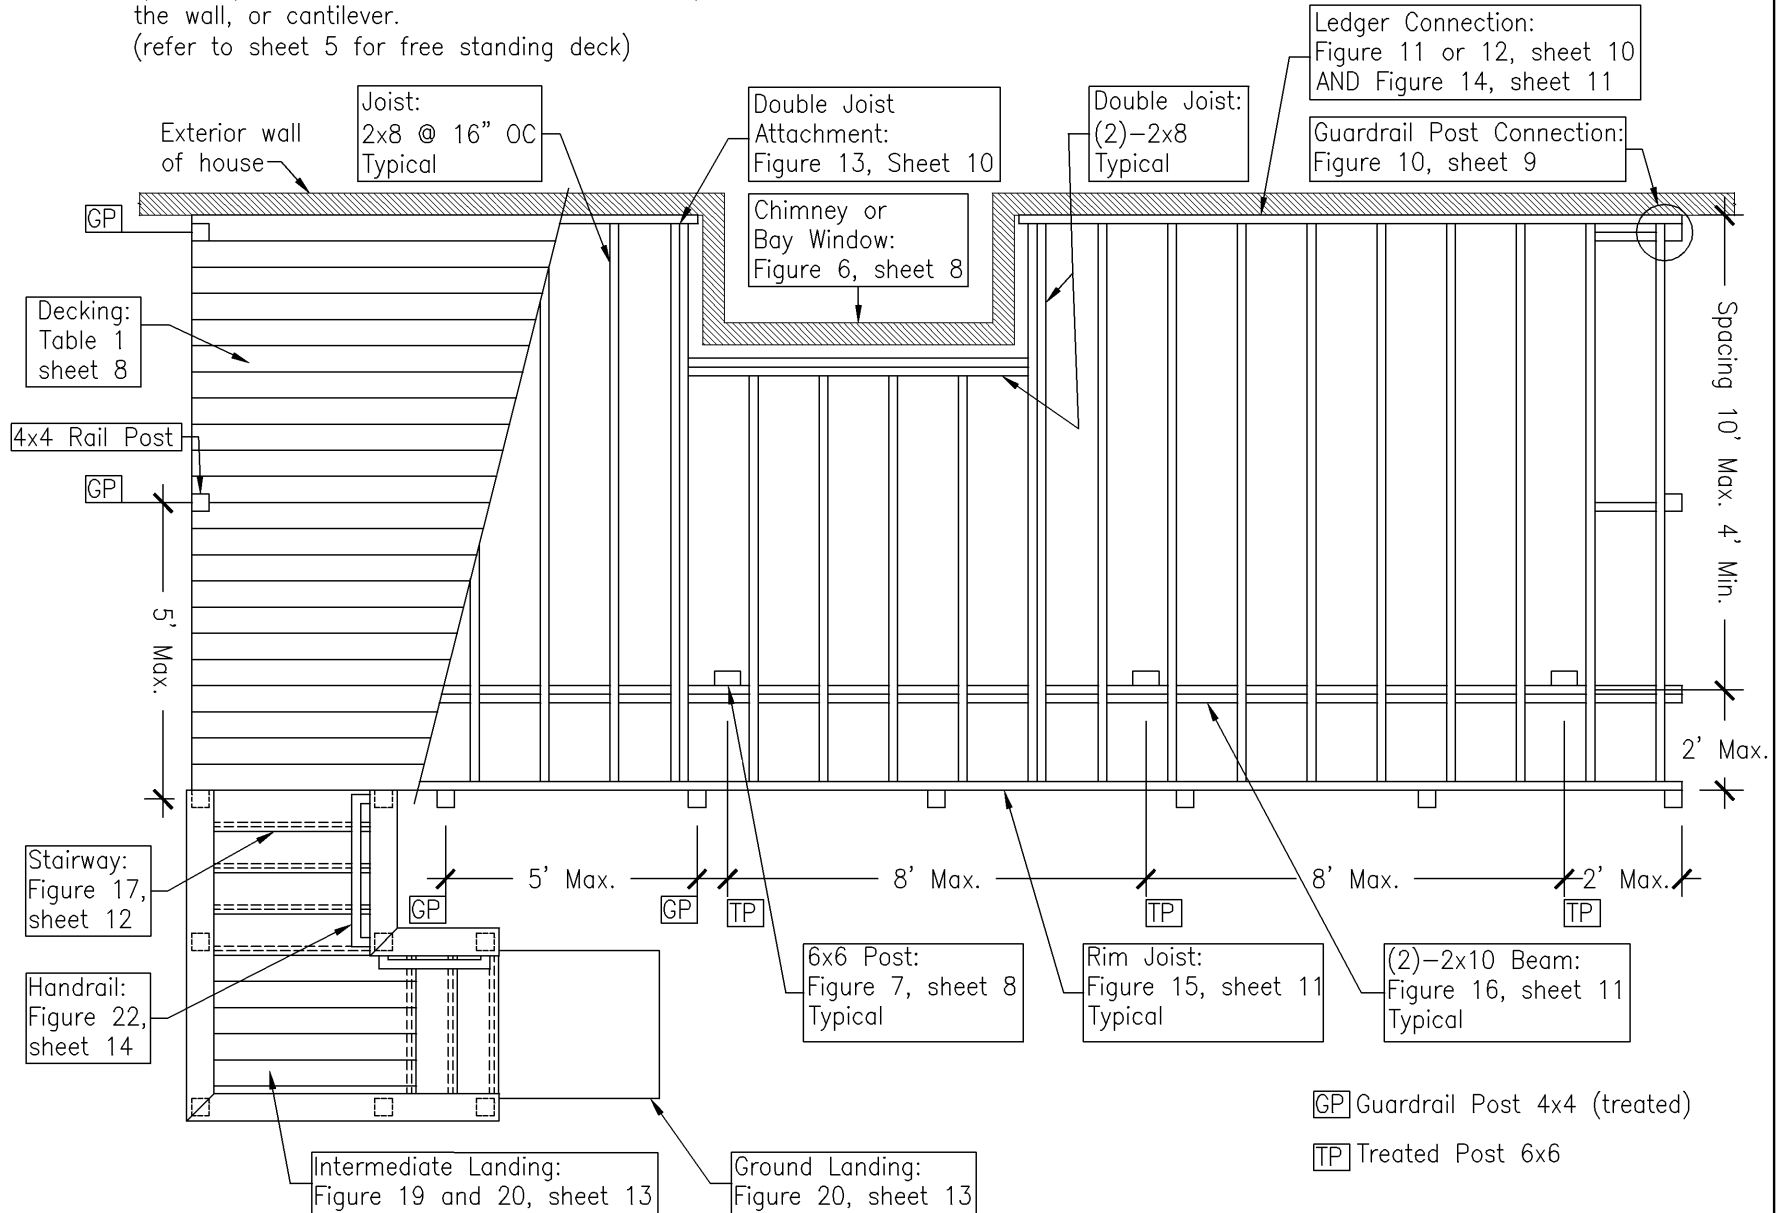 the wall, or cantilever.
(refer to sheet 5 for free standing deck)
Ledger Connection:
Figure 11 or 12, sheet 10
AND Figure 14, sheet 11
Joist:
2x8 @ 16” OC
Typical
Double Joist
Attachment:
Figure 13, Sheet 10
Double Joist:
(2)-2x8
Typical
Guardrail Post Connection:
Figure 10, sheet 9
Exterior wall
of house
GP
Chimney or
Bay Window:
Figure 6, sheet 8
Decking:
Table 1
sheet 8
Spacing 10’ Max. 4’ Min.
4x4 Rail Post
GP
5’ Max.
2’ Max.
Stairway:
Figure 17,
sheet 12
5’ Max.
8’ Max.
8’ Max.
2’ Max.
GP
GP
TP
TP
TP
Handrail:
Figure 22,
sheet 14
6x6 Post:
Figure 7, sheet 8
Typical
Rim Joist:
Figure 15, sheet 11
Typical
(2)-2x10 Beam:
Figure 16, sheet 11
Typical
GP Guardrail Post 4x4 (treated)
TP Treated Post 6x6
Intermediate Landing:
Figure 19 and 20, sheet 13
Ground Landing:
Figure 20, sheet 13